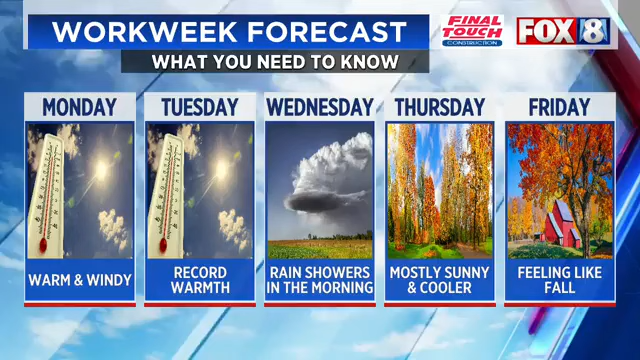 WORKWEEK FORECAST
WHAT YOU NEED TO KNOW
FINAL
TOUCH
CONSTRUCTION
FOX 8
MONDAY
WARM & WINDY
TUESDAY
RECORD
WARMTH
WEDNESDAY
RAIN SHOWERS
IN THE MORNING
THURSDAY
MOSTLY SUNNY
& COOLER
FRIDAY
FEELING LIKE
FALL